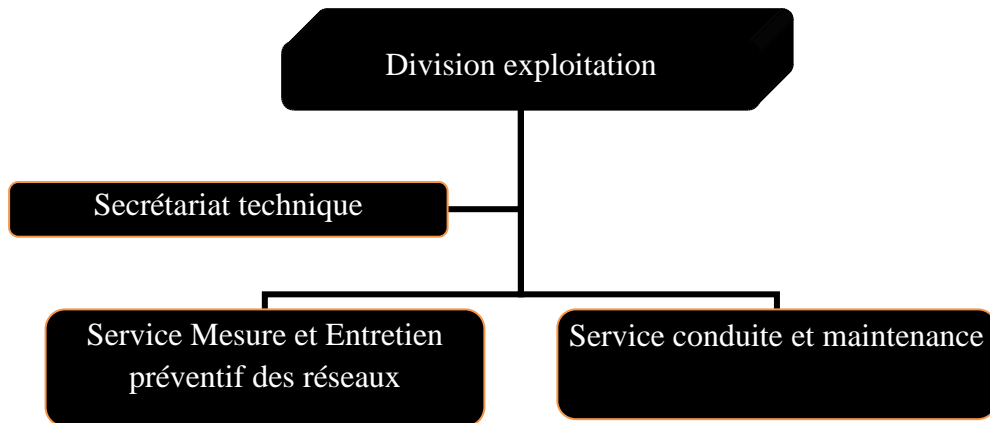 Division exploitation
Secrétariat technique
Service Mesure et Entretien
préventif des réseaux
Service conduite et maintenance